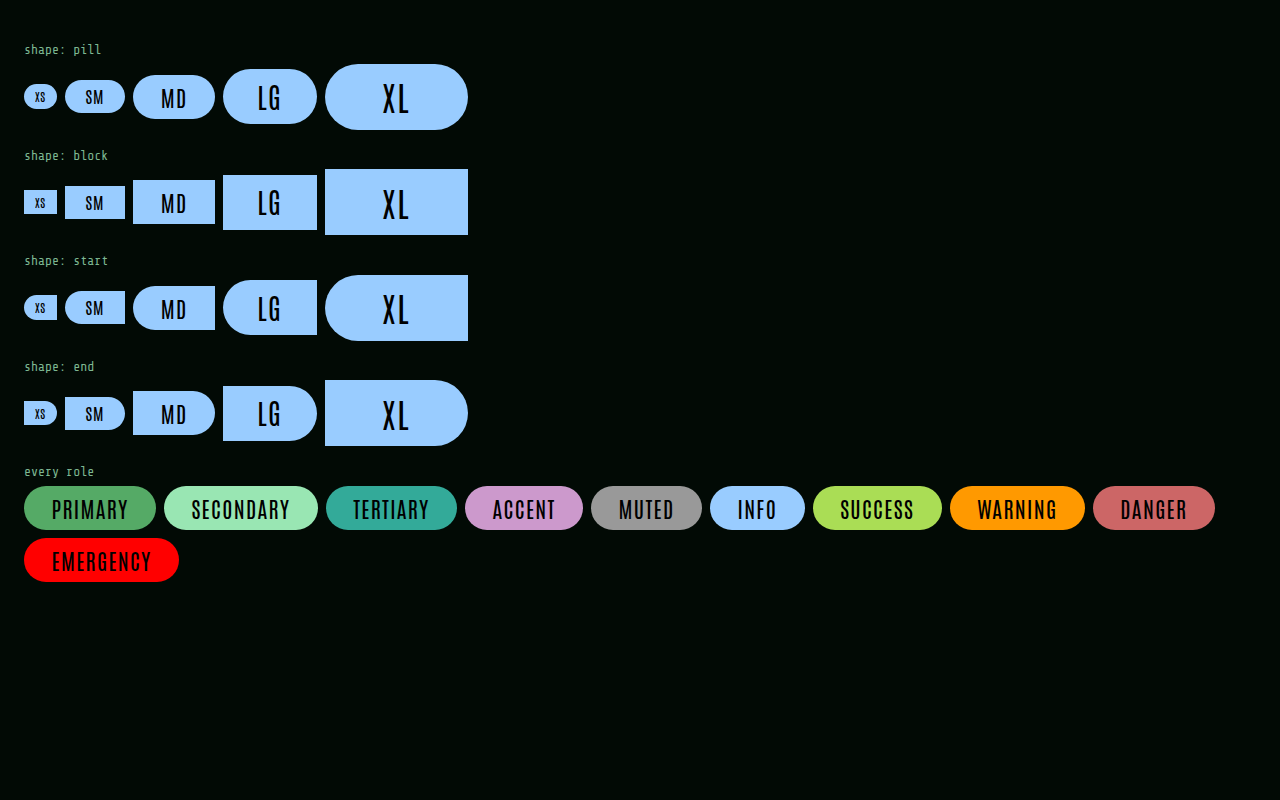 shape: pill
XS SM MD LG XL
shape: block
XS SM MD LG XL
shape: start
XS SM MD LG XL
shape: end
XS SM MD LG XL
every role
PRIMARY SECONDARY TERTIARY ACCENT MUTED INFO SUCCESS WARNING DANGER
EMERGENCY